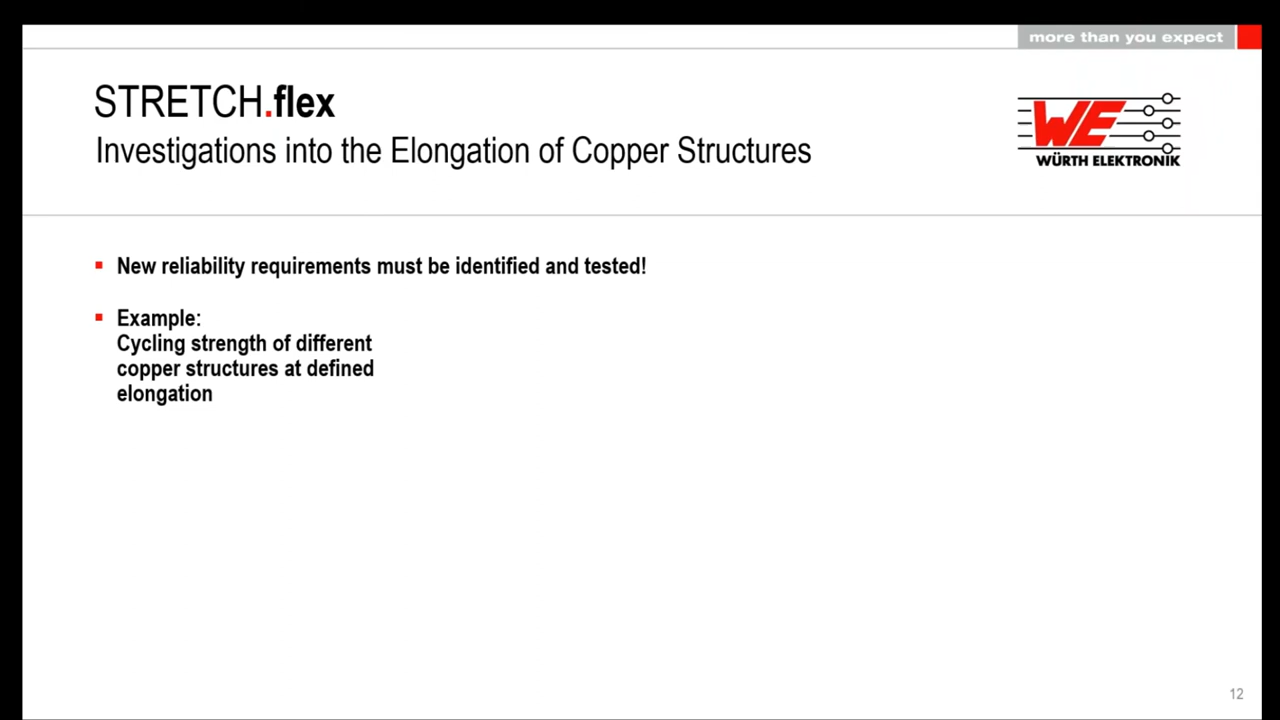 more than you expect
STRETCH.flex
Investigations into the Elongation of Copper Structures
WE
WÜRTH ELEKTRONIK
New reliability requirements must be identified and tested!
Example:
Cycling strength of different
copper structures at defined
elongation
12